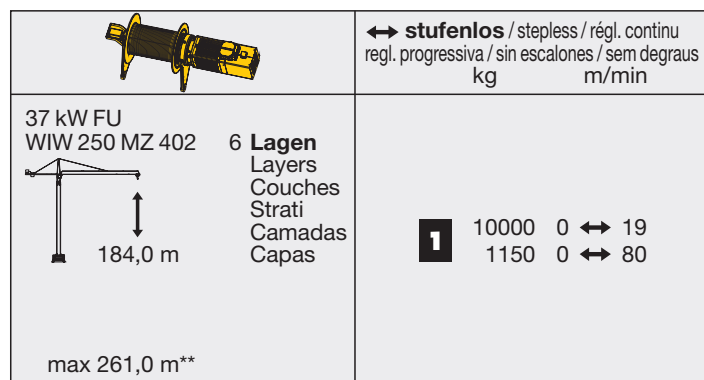 ↔ stufenlos / stepless / régl. continu
regl. progressiva / sin escalones / sem degraus
kg m/min
37 kW FU
WIW 250 MZ 402 6 Lagen
Layers
Couches
Strati
Camadas
Capas
184,0 m
max 261,0 m**
1 10000 0 ↔ 19
1150 0 ↔ 80